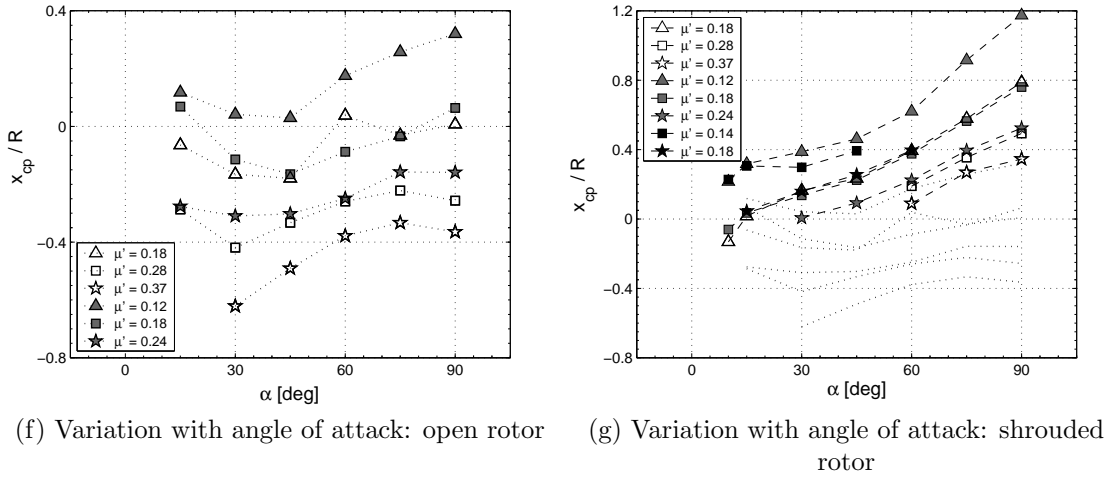 0.4
0
−0.4
−0.8
x_cp / R
0
30
60
90
α [deg]
μ' = 0.18
μ' = 0.28
μ' = 0.37
μ' = 0.12
μ' = 0.18
μ' = 0.24
(f) Variation with angle of attack: open rotor
1.2
0.8
0.4
0
−0.4
−0.8
x_cp / R
0
30
60
90
α [deg]
μ' = 0.18
μ' = 0.28
μ' = 0.37
μ' = 0.12
μ' = 0.18
μ' = 0.24
μ' = 0.14
μ' = 0.18
(g) Variation with angle of attack: shrouded
rotor